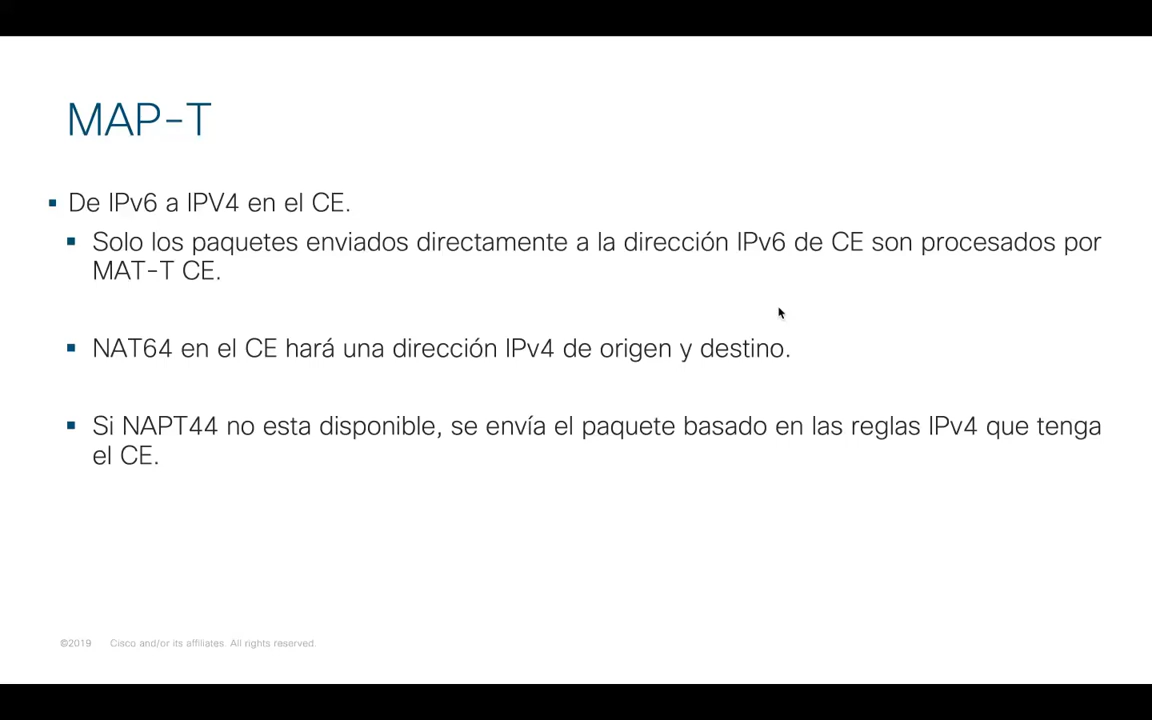 MAP-T
▪ De IPv6 a IPV4 en el CE.
▪ Solo los paquetes enviados directamente a la dirección IPv6 de CE son procesados por
MAT-T CE.
▪ NAT64 en el CE hará una dirección IPv4 de origen y destino.
▪ Si NAPT44 no esta disponible, se envía el paquete basado en las reglas IPv4 que tenga
el CE.
©2019 Cisco and/or its affiliates. All rights reserved.